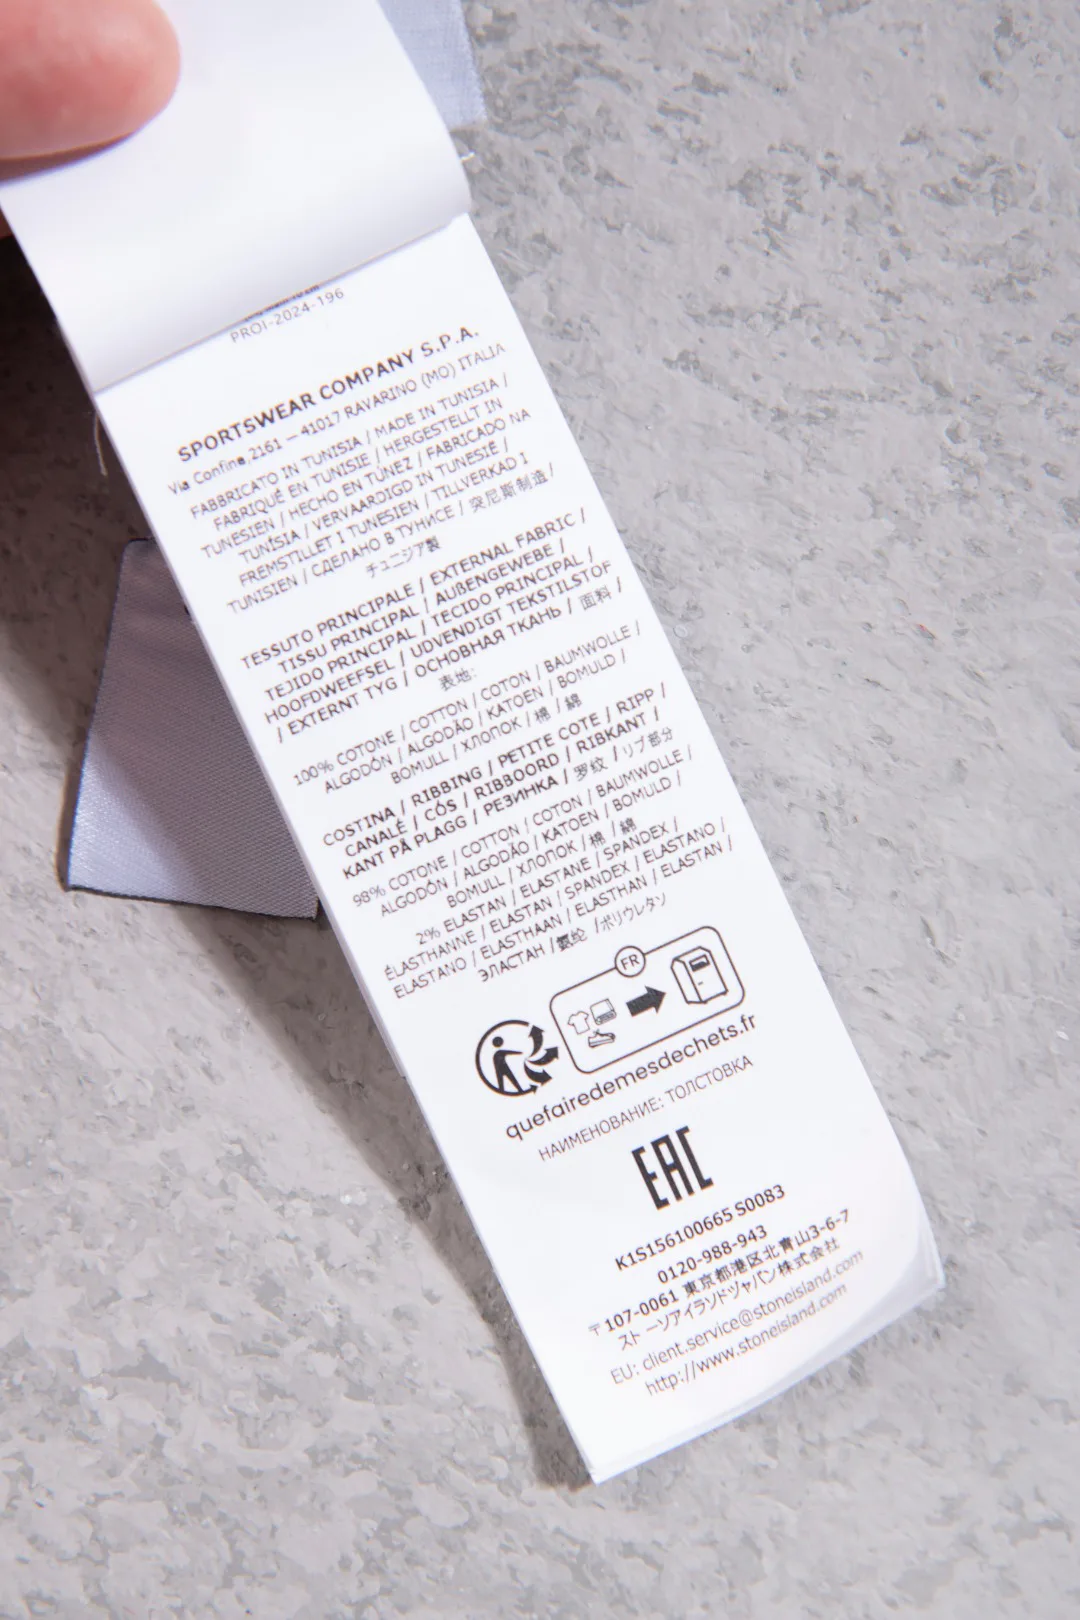 PROI-2024-196
SPORTSWEAR COMPANY S.P.A.
Via Confine,2161 — 41017 RAVARINO (MO) ITALIA
FABBRICATO IN TUNISIA / MADE IN TUNISIA /
FABRIQUÉ EN TUNISIE / HERGESTELLT IN
TUNESIEN / HECHO EN TÚNEZ / FABRICADO NA
TUNÍSIA / VERVAARDIGD IN TUNESIË /
FREMSTILLET I TUNESIEN / TILLVERKAD I
TUNISIEN / СДЕЛАНО В ТУНИСЕ / 突尼斯制造 /
チュニジア製
TESSUTO PRINCIPALE / EXTERNAL FABRIC /
TISSU PRINCIPAL / AUßENGEWEBE /
TEJIDO PRINCIPAL / TECIDO PRINCIPAL /
HOOFDWEEFSEL / UDVENDIGT TEKSTILSTOF
/ EXTERNT TYG / ОСНОВНАЯ ТКАНЬ / 面料 /
表地:
100% COTONE / COTTON / COTON / BAUMWOLLE /
ALGODÓN / ALGODÃO / KATOEN / BOMULD /
BOMULL / ХЛОПОК / 棉 / 綿
COSTINA / RIBBING / PETITE COTE / RIPP /
CANALÉ / CÓS / RIBBOORD / RIBKANT /
KANT PÅ PLAGG / РЕЗИНКА / 罗纹 / リブ部分
98% COTONE / COTTON / COTON / BAUMWOLLE /
ALGODÓN / ALGODÃO / KATOEN / BOMULD /
BOMULL / ХЛОПОК / 棉 / 綿
2% ELASTAN / ELASTANE / SPANDEX /
ÉLASTHANNE / ELASTAN / SPANDEX / ELASTANO /
ELASTANO / ELASTHAAN / ELASTHAN / ELASTAN /
ЭЛАСТАН / 氨纶 / ポリウレタン
FR
quefairedemesdechets.fr
НАИМЕНОВАНИЕ: ТОЛСТОВКА
EAC
K1S156100665 S0083
0120-988-943
〒107-0061 東京都港区北青山3-6-7
ストーンアイランドジャパン株式会社
EU: client.service@stoneisland.com
http://www.stoneisland.com